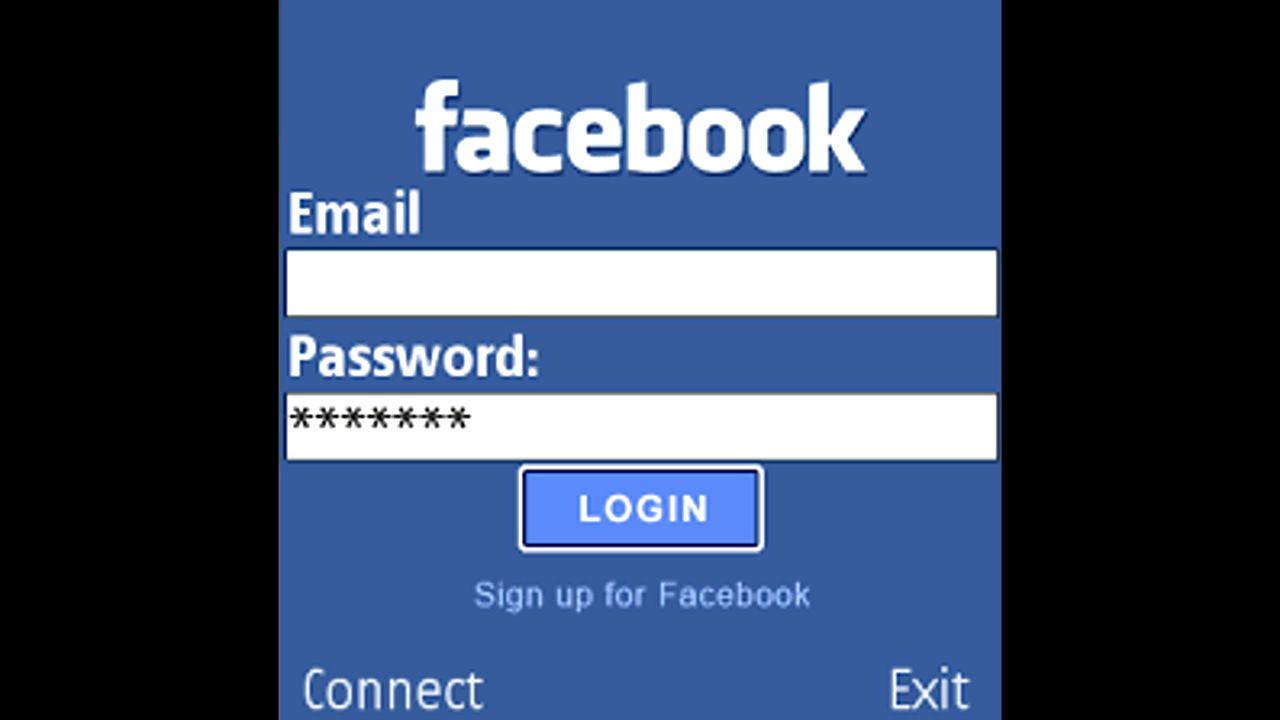 facebook
Email
Password:
*******
LOGIN
Sign up for Facebook
Connect Exit